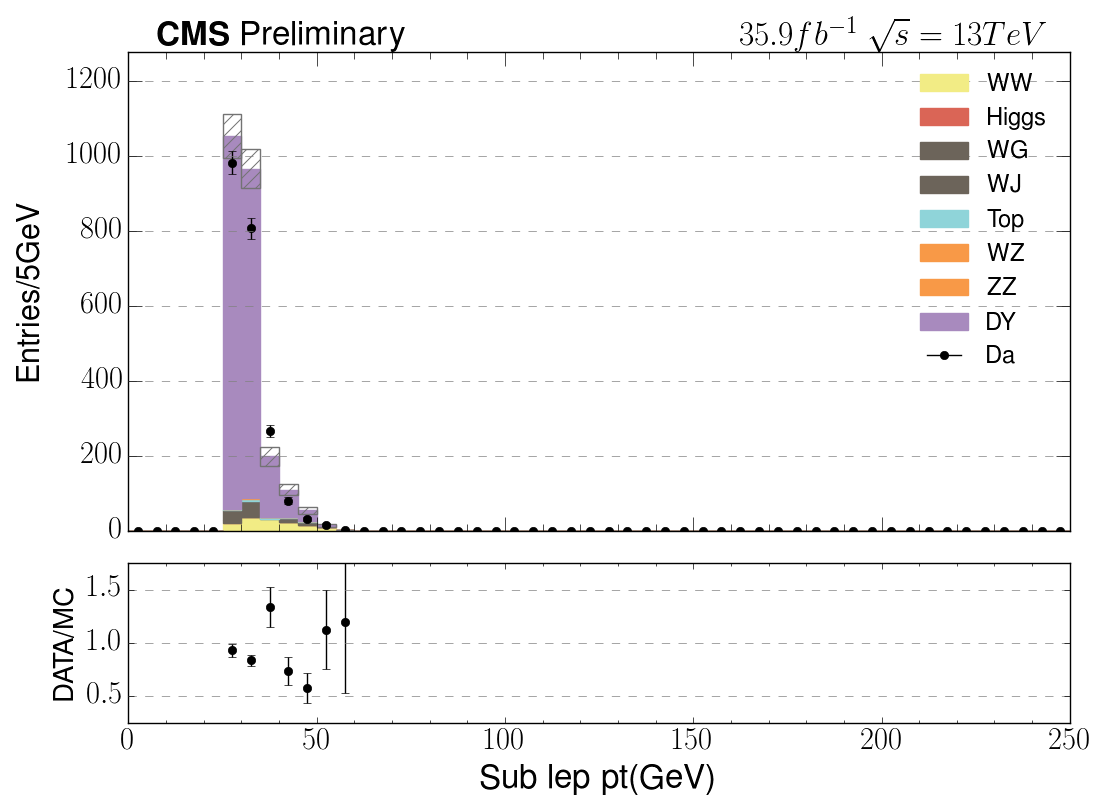 CMS Preliminary
35.9fb⁻¹ √s = 13TeV
1200
1000
800
600
400
200
0
Entries/5GeV
WW
Higgs
WG
WJ
Top
WZ
ZZ
DY
Da
1.5
1.0
0.5
DATA/MC
0 50 100 150 200 250
Sub lep pt(GeV)